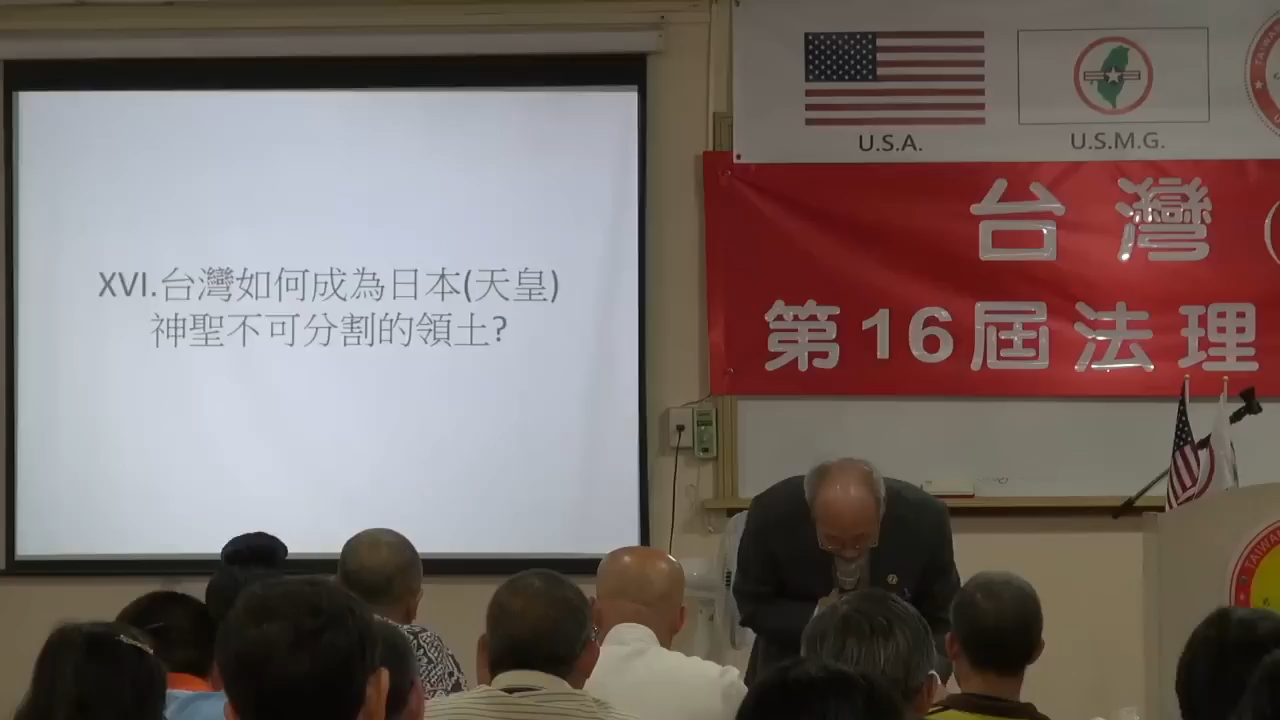 XVI.台灣如何成為日本(天皇)
神聖不可分割的領土?
U.S.A.
U.S.M.G.
台灣
第16屆法理
TAIWAN